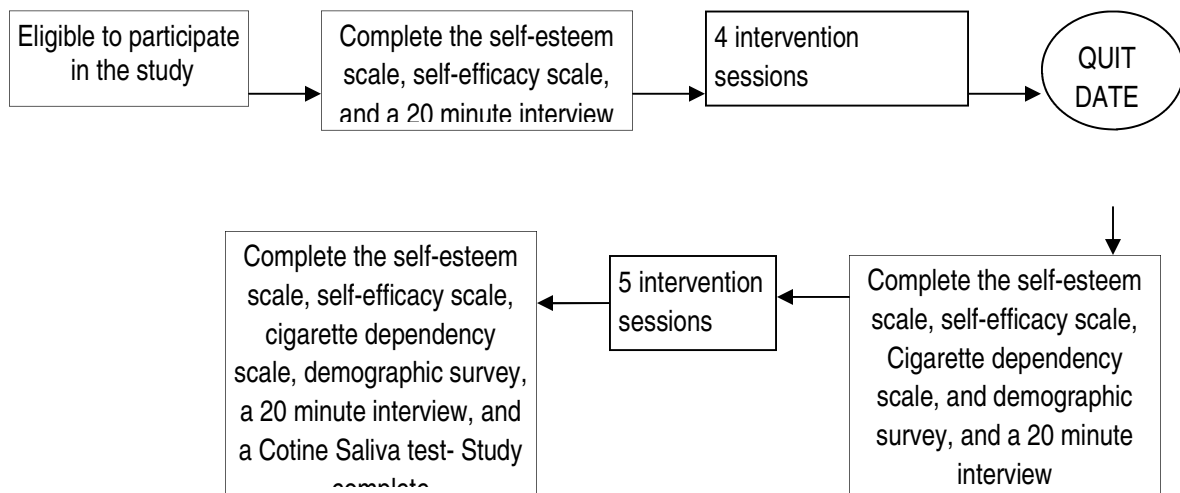 Eligible to participate
in the study
Complete the self-esteem
scale, self-efficacy scale,
and a 20 minute interview
4 intervention
sessions
QUIT
DATE
Complete the self-esteem
scale, self-efficacy scale,
Cigarette dependency
scale, and demographic
survey, and a 20 minute
interview
5 intervention
sessions
Complete the self-esteem
scale, self-efficacy scale,
cigarette dependency
scale, demographic survey,
a 20 minute interview, and
a Cotine Saliva test- Study
complete